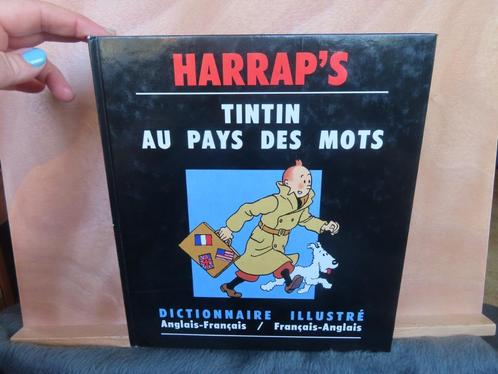 HARRAP'S
TINTIN
AU PAYS DES MOTS
DICTIONNAIRE ILLUSTRÉ
Anglais-Français / Français-Anglais